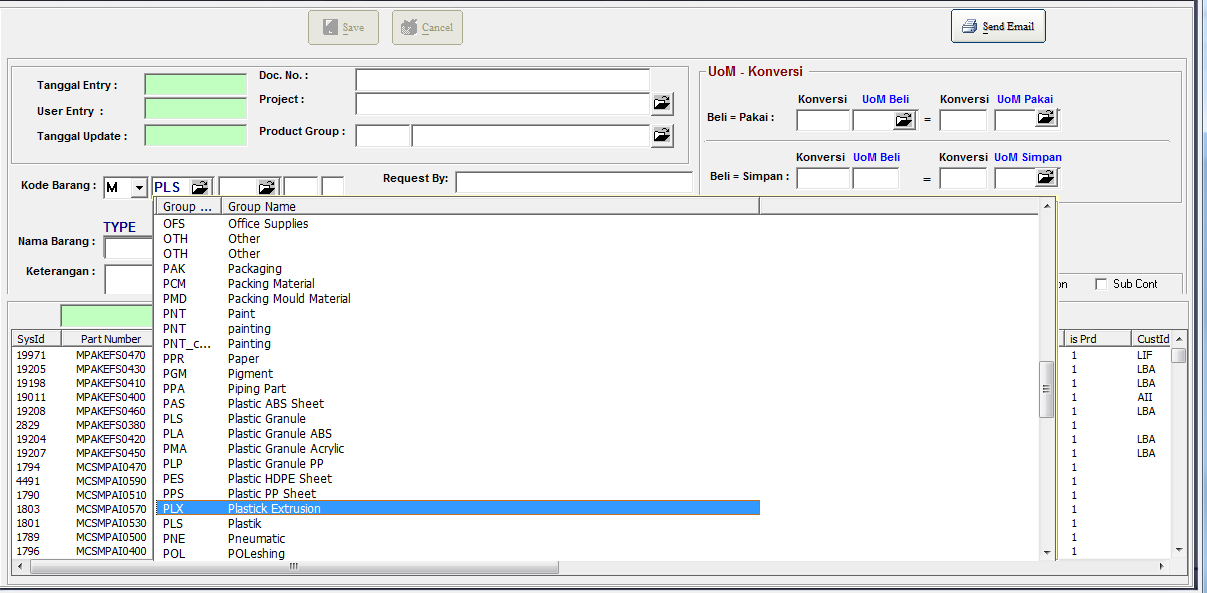 Save Cancel Send Email
Tanggal Entry :
User Entry :
Tanggal Update :
Doc. No. :
Project :
Product Group :
UoM - Konversi
Konversi UoM Beli Konversi UoM Pakai
Beli = Pakai : =
Konversi UoM Beli Konversi UoM Simpan
Beli = Simpan : =
Kode Barang : M PLS Request By:
TYPE
Nama Barang :
Keterangan :
Sub Cont
Group ... Group Name
OFS Office Supplies
OTH Other
OTH Other
PAK Packaging
PCM Packing Material
PMD Packing Mould Material
PNT Paint
PNT painting
PNT_c... Painting
PPR Paper
PGM Pigment
PPA Piping Part
PAS Plastic ABS Sheet
PLS Plastic Granule
PLA Plastic Granule ABS
PMA Plastic Granule Acrylic
PLP Plastic Granule PP
PES Plastic HDPE Sheet
PPS Plastic PP Sheet
PLX Plastick Extrusion
PLS Plastik
PNE Pneumatic
POL POLeshing
SysId Part Number is Prd CustId
19971 MPAKEFS0470 1 LIF
19205 MPAKEFS0430 1 LBA
19198 MPAKEFS0410 1 LBA
19011 MPAKEFS0400 1 AII
19208 MPAKEFS0460 1 LBA
2829 MPAKEFS0380 1
19204 MPAKEFS0420 1 LBA
19207 MPAKEFS0450 1 LBA
1794 MCSMPAI0470 1
4491 MCSMPAI0590 1
1790 MCSMPAI0510 1
1803 MCSMPAI0570 1
1801 MCSMPAI0530 1
1789 MCSMPAI0500 1
1796 MCSMPAI0400 1